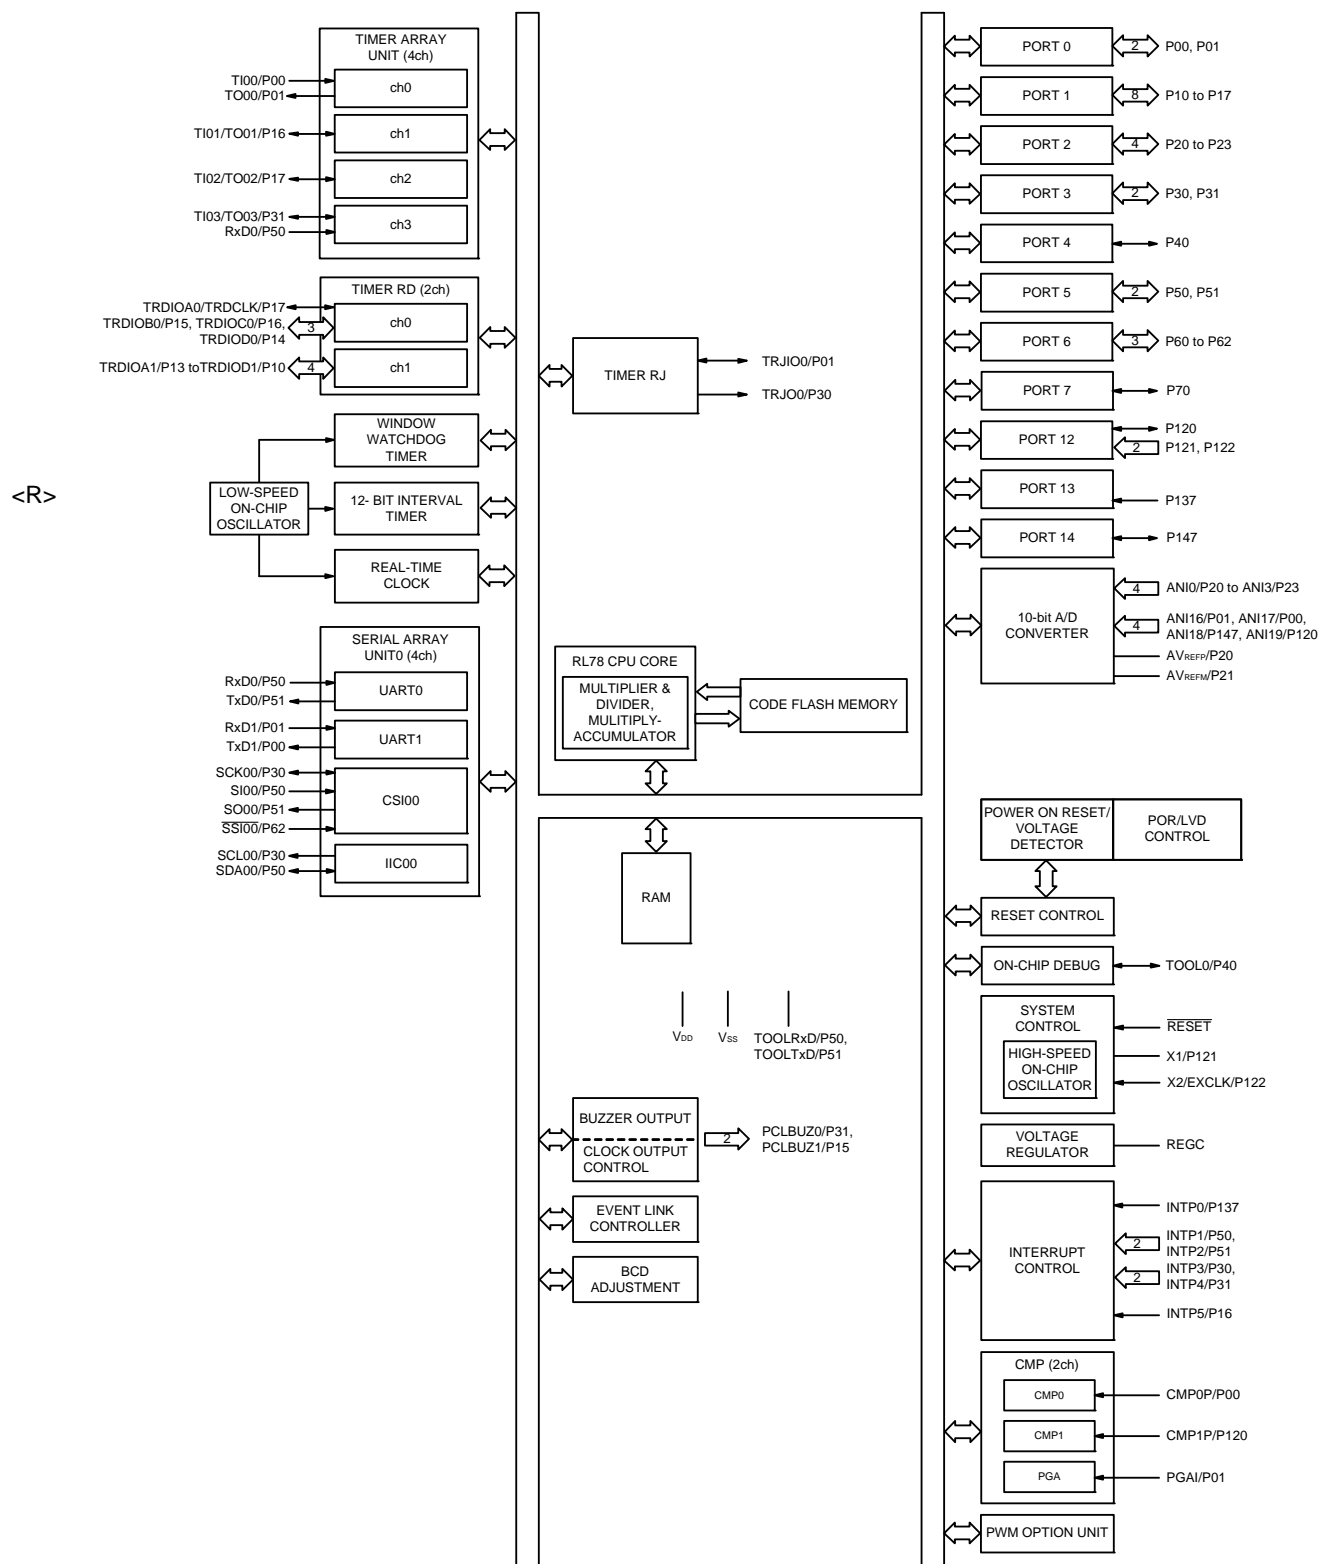 TIMER ARRAY
UNIT (4ch)
TI00/P00
TO00/P01
ch0
TI01/TO01/P16
ch1
TI02/TO02/P17
ch2
TI03/TO03/P31
RxD0/P50
ch3
TIMER RD (2ch)
TRDIOA0/TRDCLK/P17
TRDIOB0/P15, TRDIOC0/P16,
TRDIOD0/P14
3
ch0
TRDIOA1/P13 toTRDIOD1/P10
4
ch1
WINDOW
WATCHDOG
TIMER
<R>
LOW-SPEED
ON-CHIP
OSCILLATOR
12- BIT INTERVAL
TIMER
REAL-TIME
CLOCK
SERIAL ARRAY
UNIT0 (4ch)
RxD0/P50
TxD0/P51
UART0
RxD1/P01
TxD1/P00
UART1
SCK00/P30
SI00/P50
SO00/P51
SSI00/P62
CSI00
SCL00/P30
SDA00/P50
IIC00
TIMER RJ
TRJIO0/P01
TRJO0/P30
RL78 CPU CORE
MULTIPLIER &
DIVIDER,
MULITIPLY-
ACCUMULATOR
CODE FLASH MEMORY
RAM
VDD
VSS
TOOLRxD/P50,
TOOLTxD/P51
BUZZER OUTPUT
CLOCK OUTPUT
CONTROL
2
PCLBUZ0/P31,
PCLBUZ1/P15
EVENT LINK
CONTROLLER
BCD
ADJUSTMENT
PORT 0
2
P00, P01
PORT 1
8
P10 to P17
PORT 2
4
P20 to P23
PORT 3
2
P30, P31
PORT 4
P40
PORT 5
2
P50, P51
PORT 6
3
P60 to P62
PORT 7
P70
PORT 12
P120
2
P121, P122
PORT 13
P137
PORT 14
P147
10-bit A/D
CONVERTER
4
ANI0/P20 to ANI3/P23
4
ANI16/P01, ANI17/P00,
ANI18/P147, ANI19/P120
AVREFP/P20
AVREFM/P21
POWER ON RESET/
VOLTAGE
DETECTOR
POR/LVD
CONTROL
RESET CONTROL
ON-CHIP DEBUG
TOOL0/P40
SYSTEM
CONTROL
HIGH-SPEED
ON-CHIP
OSCILLATOR
RESET
X1/P121
X2/EXCLK/P122
VOLTAGE
REGULATOR
REGC
INTERRUPT
CONTROL
INTP0/P137
2
INTP1/P50,
INTP2/P51
2
INTP3/P30,
INTP4/P31
INTP5/P16
CMP (2ch)
CMP0
CMP0P/P00
CMP1
CMP1P/P120
PGA
PGAI/P01
PWM OPTION UNIT